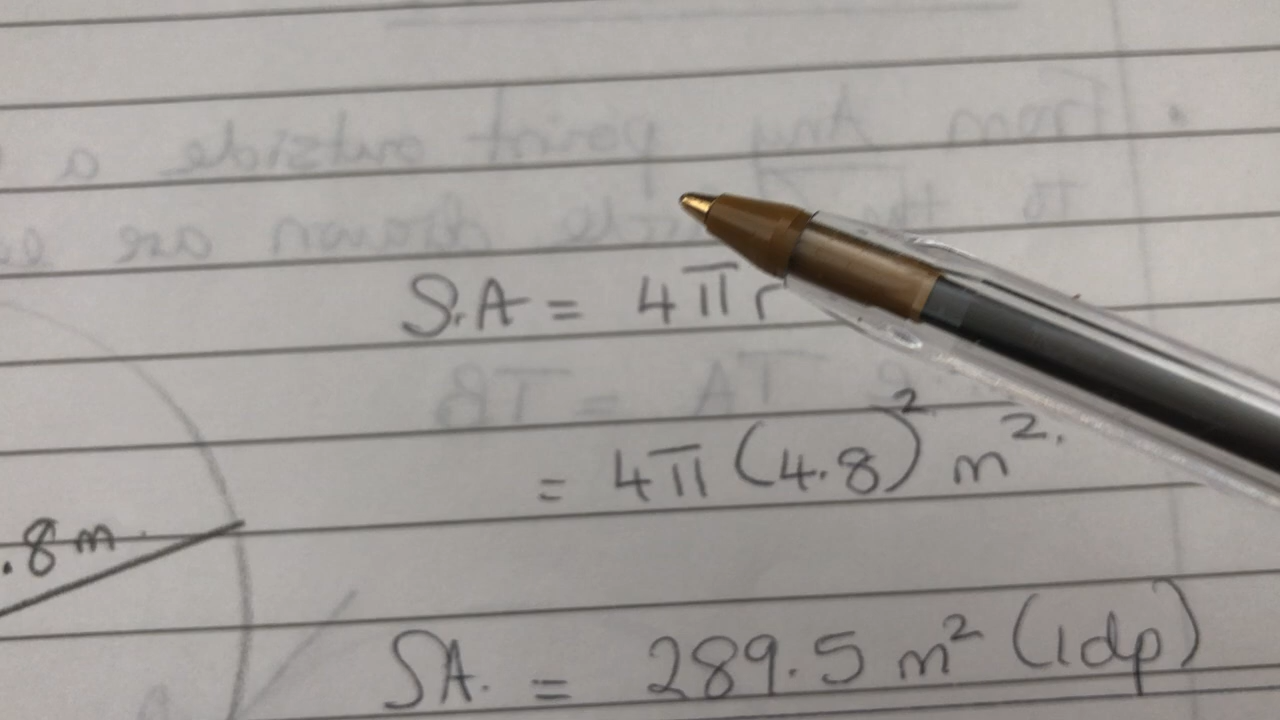 S.A = 4πr
= 4π(4.8)² m².
.8m
SA. = 289.5 m² (1dp)